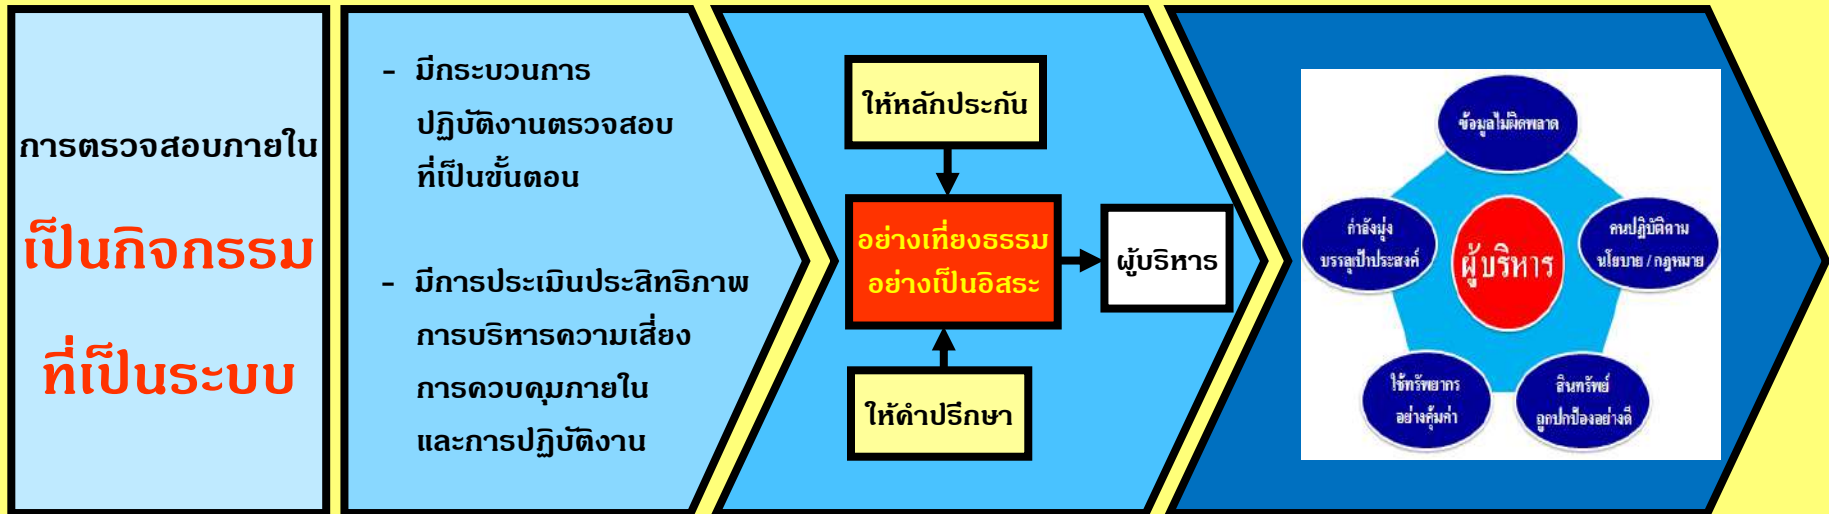 การตรวจสอบภายใน
เป็นกิจกรรม
ที่เป็นระบบ
- มีกระบวนการ
ปฏิบัติงานตรวจสอบ
ที่เป็นขั้นตอน
- มีการประเมินประสิทธิภาพ
การบริหารความเสี่ยง
การควบคุมภายใน
และการปฏิบัติงาน
ให้หลักประกัน
อย่างเที่ยงธรรม
อย่างเป็นอิสระ
ผู้บริหาร
ให้คำปรึกษา
ข้อมูลไม่ผิดพลาด
กำลังมุ่ง
บรรลุเป้าประสงค์
ผู้บริหาร
คนปฏิบัติตาม
นโยบาย / กฎหมาย
ใช้ทรัพยากร
อย่างคุ้มค่า
สินทรัพย์
ถูกปกป้องอย่างดี